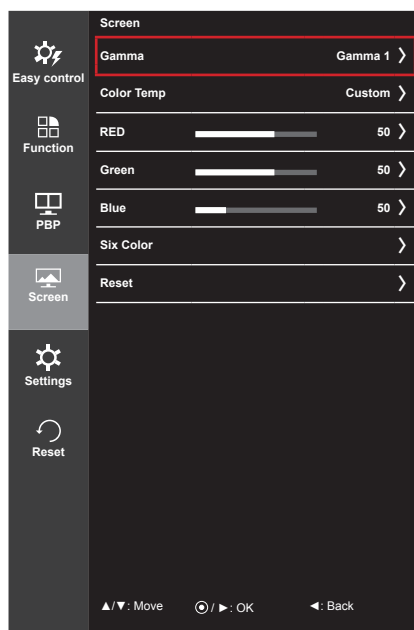 Screen
Gamma Gamma 1
Color Temp Custom
RED 50
Green 50
Blue 50
Six Color
Reset
Easy control
Function
PBP
Screen
Settings
Reset
▲/▼: Move / ►: OK ◄: Back